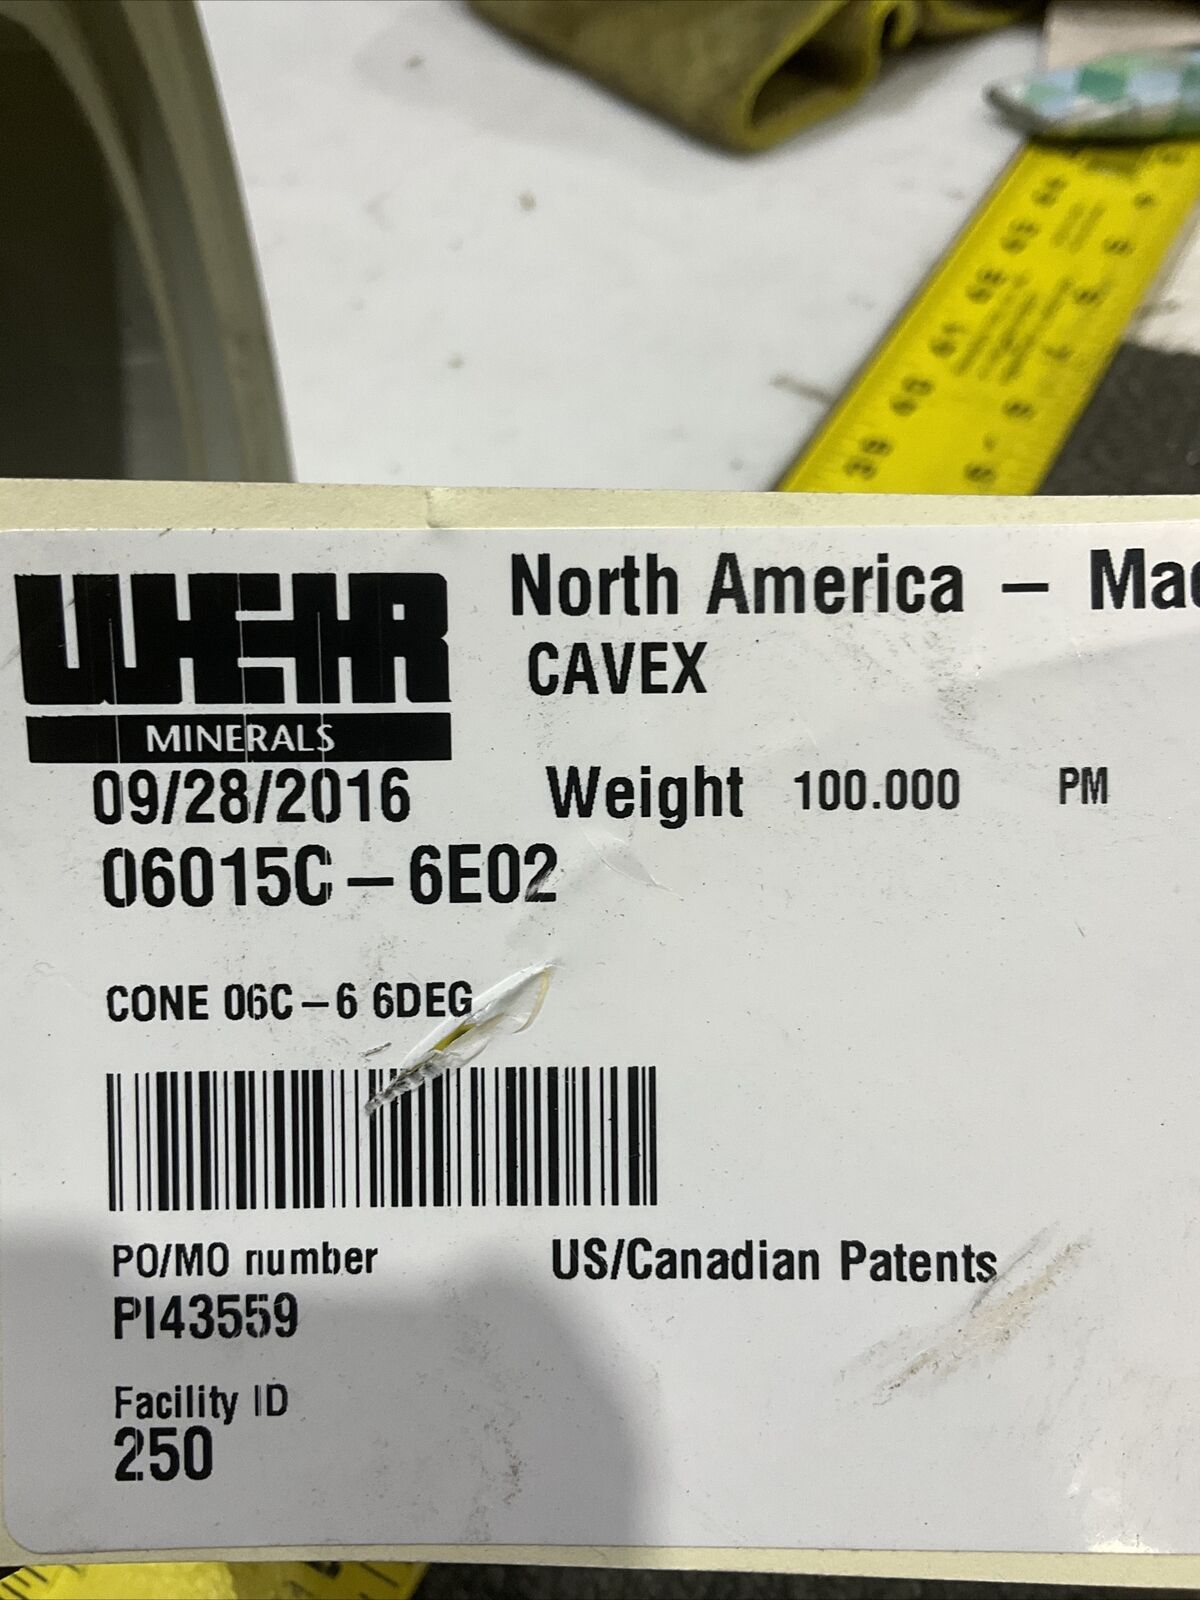 WEIR
MINERALS
North America – Mad
CAVEX
09/28/2016 Weight 100.000 PM
06015C – 6E02
CONE 06C – 6 6DEG
PO/MO number US/Canadian Patents
PI43559
Facility ID
250